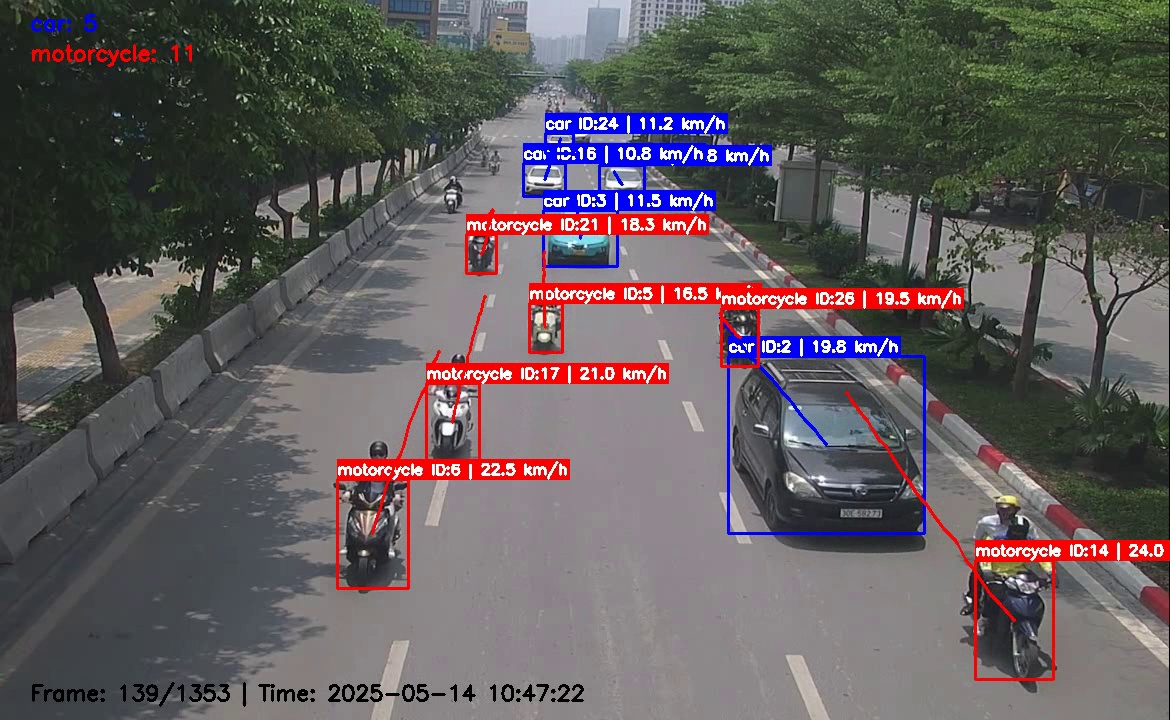 car: 5
motorcycle: 11
car ID:24 | 11.2 km/h
car ID:16 | 10.8 km/h 8 km/h
car ID:3 | 11.5 km/h
motorcycle ID:21 | 18.3 km/h
motorcycle ID:5 | 16.5
motorcycle ID:26 | 19.5 km/h
car ID:2 | 19.8 km/h
motorcycle ID:17 | 21.0 km/h
motorcycle ID:6 | 22.5 km/h
motorcycle ID:14 | 24.0
Frame: 139/1353 | Time: 2025-05-14 10:47:22